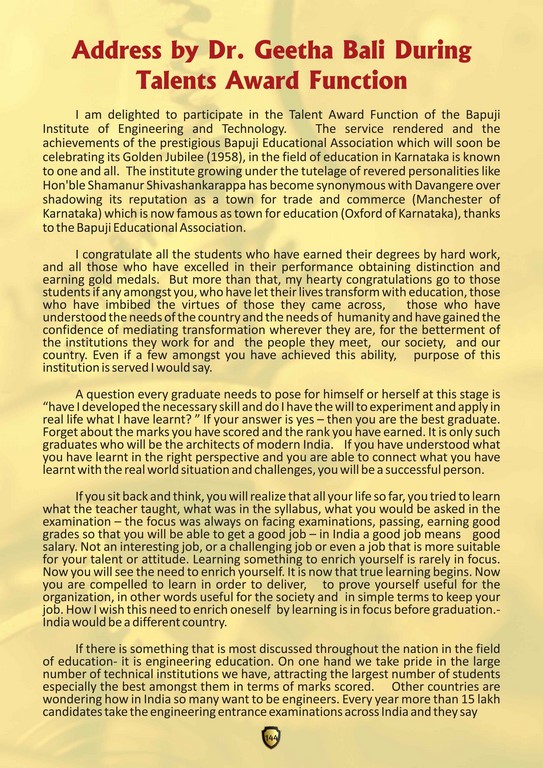 Address by Dr. Geetha Bali During
Talents Award Function
I am delighted to participate in the Talent Award Function of the Bapuji
Institute of Engineering and Technology. The service rendered and the
achievements of the prestigious Bapuji Educational Association which will soon be
celebrating its Golden Jubilee (1958), in the field of education in Karnataka is known
to one and all. The institute growing under the tutelage of revered personalities like
Hon'ble Shamanur Shivashankarappa has become synonymous with Davangere over
shadowing its reputation as a town for trade and commerce (Manchester of
Karnataka) which is now famous as town for education (Oxford of Karnataka), thanks
to the Bapuji Educational Association.
I congratulate all the students who have earned their degrees by hard work,
and all those who have excelled in their performance obtaining distinction and
earning gold medals. But more than that, my hearty congratulations go to those
students if any amongst you, who have let their lives transform with education, those
who have imbibed the virtues of those they came across, those who have
understood the needs of the country and the needs of humanity and have gained the
confidence of mediating transformation wherever they are, for the betterment of
the institutions they work for and the people they meet, our society, and our
country. Even if a few amongst you have achieved this ability, purpose of this
institution is served I would say.
A question every graduate needs to pose for himself or herself at this stage is
“have I developed the necessary skill and do I have the will to experiment and apply in
real life what I have learnt? ” If your answer is yes – then you are the best graduate.
Forget about the marks you have scored and the rank you have earned. It is only such
graduates who will be the architects of modern India. If you have understood what
you have learnt in the right perspective and you are able to connect what you have
learnt with the real world situation and challenges, you will be a successful person.
If you sit back and think, you will realize that all your life so far, you tried to learn
what the teacher taught, what was in the syllabus, what you would be asked in the
examination – the focus was always on facing examinations, passing, earning good
grades so that you will be able to get a good job – in India a good job means good
salary. Not an interesting job, or a challenging job or even a job that is more suitable
for your talent or attitude. Learning something to enrich yourself is rarely in focus.
Now you will see the need to enrich yourself. It is now that true learning begins. Now
you are compelled to learn in order to deliver, to prove yourself useful for the
organization, in other words useful for the society and in simple terms to keep your
job. How I wish this need to enrich oneself by learning is in focus before graduation.-
India would be a different country.
If there is something that is most discussed throughout the nation in the field
of education- it is engineering education. On one hand we take pride in the large
number of technical institutions we have, attracting the largest number of students
especially the best amongst them in terms of marks scored. Other countries are
wondering how in India so many want to be engineers. Every year more than 15 lakh
candidates take the engineering entrance examinations across India and they say
144